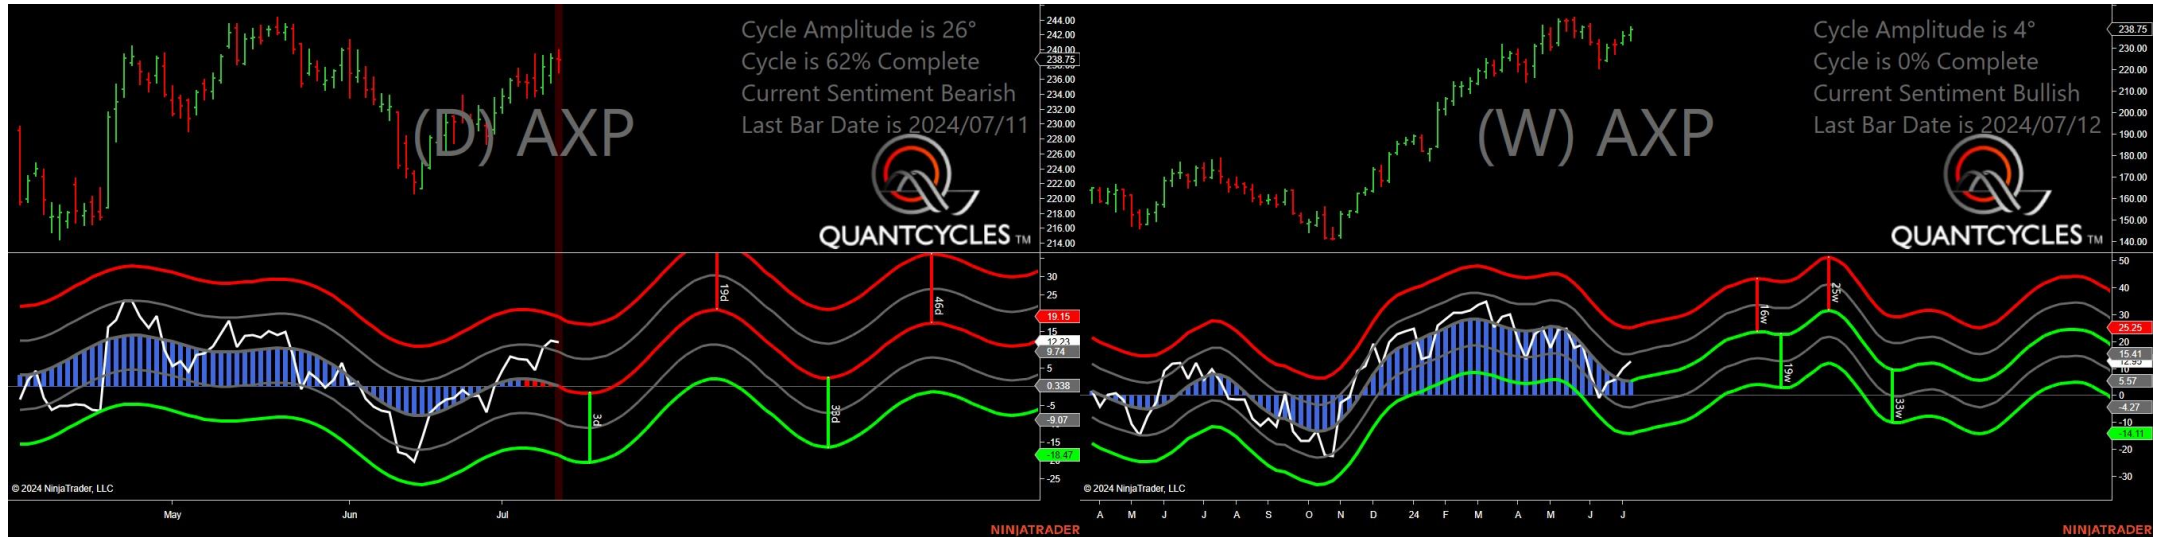 Cycle Amplitude is 26°
Cycle is 62% Complete
Current Sentiment Bearish
Last Bar Date is 2024/07/11
(D) AXP
QUANTCYCLES TM
244.00
242.00
240.00
238.75
236.00
234.00
232.00
230.00
228.00
226.00
224.00
222.00
220.00
218.00
216.00
214.00
19d
46d
3d
38d
30
25
19.15
15
12.23
9.74
5
0.338
-5
-9.07
-15
-18.47
-25
© 2024 NinjaTrader, LLC
May
Jun
Jul
NINJATRADER
Cycle Amplitude is 4°
Cycle is 0% Complete
Current Sentiment Bullish
Last Bar Date is 2024/07/12
(W) AXP
QUANTCYCLES TM
238.75
230.00
220.00
210.00
200.00
190.00
180.00
170.00
160.00
150.00
140.00
16w
25w
19w
33w
50
40
30
25.25
20
15.41
10
5.57
0
-4.27
-10
-14.11
-20
-30
© 2024 NinjaTrader, LLC
A M J J A S O N D 24 F M A M J J
NINJATRADER